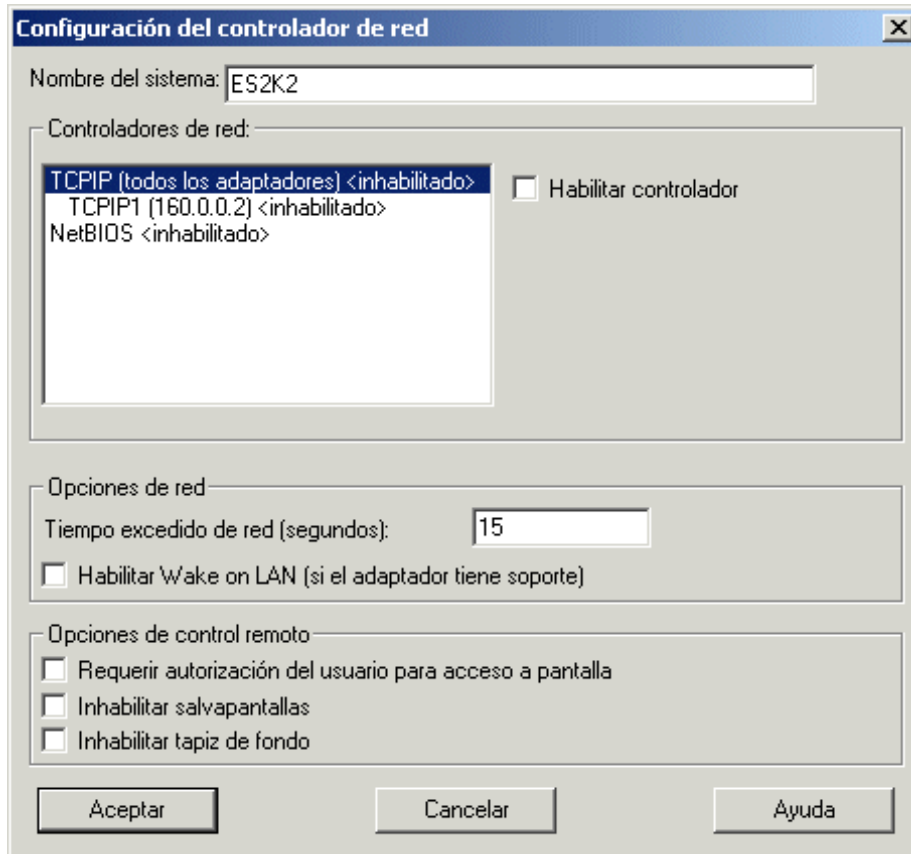 Configuración del controlador de red
Nombre del sistema: ES2K2
Controladores de red:
TCPIP (todos los adaptadores) <inhabilitado>
Habilitar controlador
TCPIP1 (160.0.0.2) <inhabilitado>
NetBIOS <inhabilitado>
Opciones de red
Tiempo excedido de red (segundos): 15
Habilitar Wake on LAN (si el adaptador tiene soporte)
Opciones de control remoto
Requerir autorización del usuario para acceso a pantalla
Inhabilitar salvapantallas
Inhabilitar tapiz de fondo
Aceptar Cancelar Ayuda